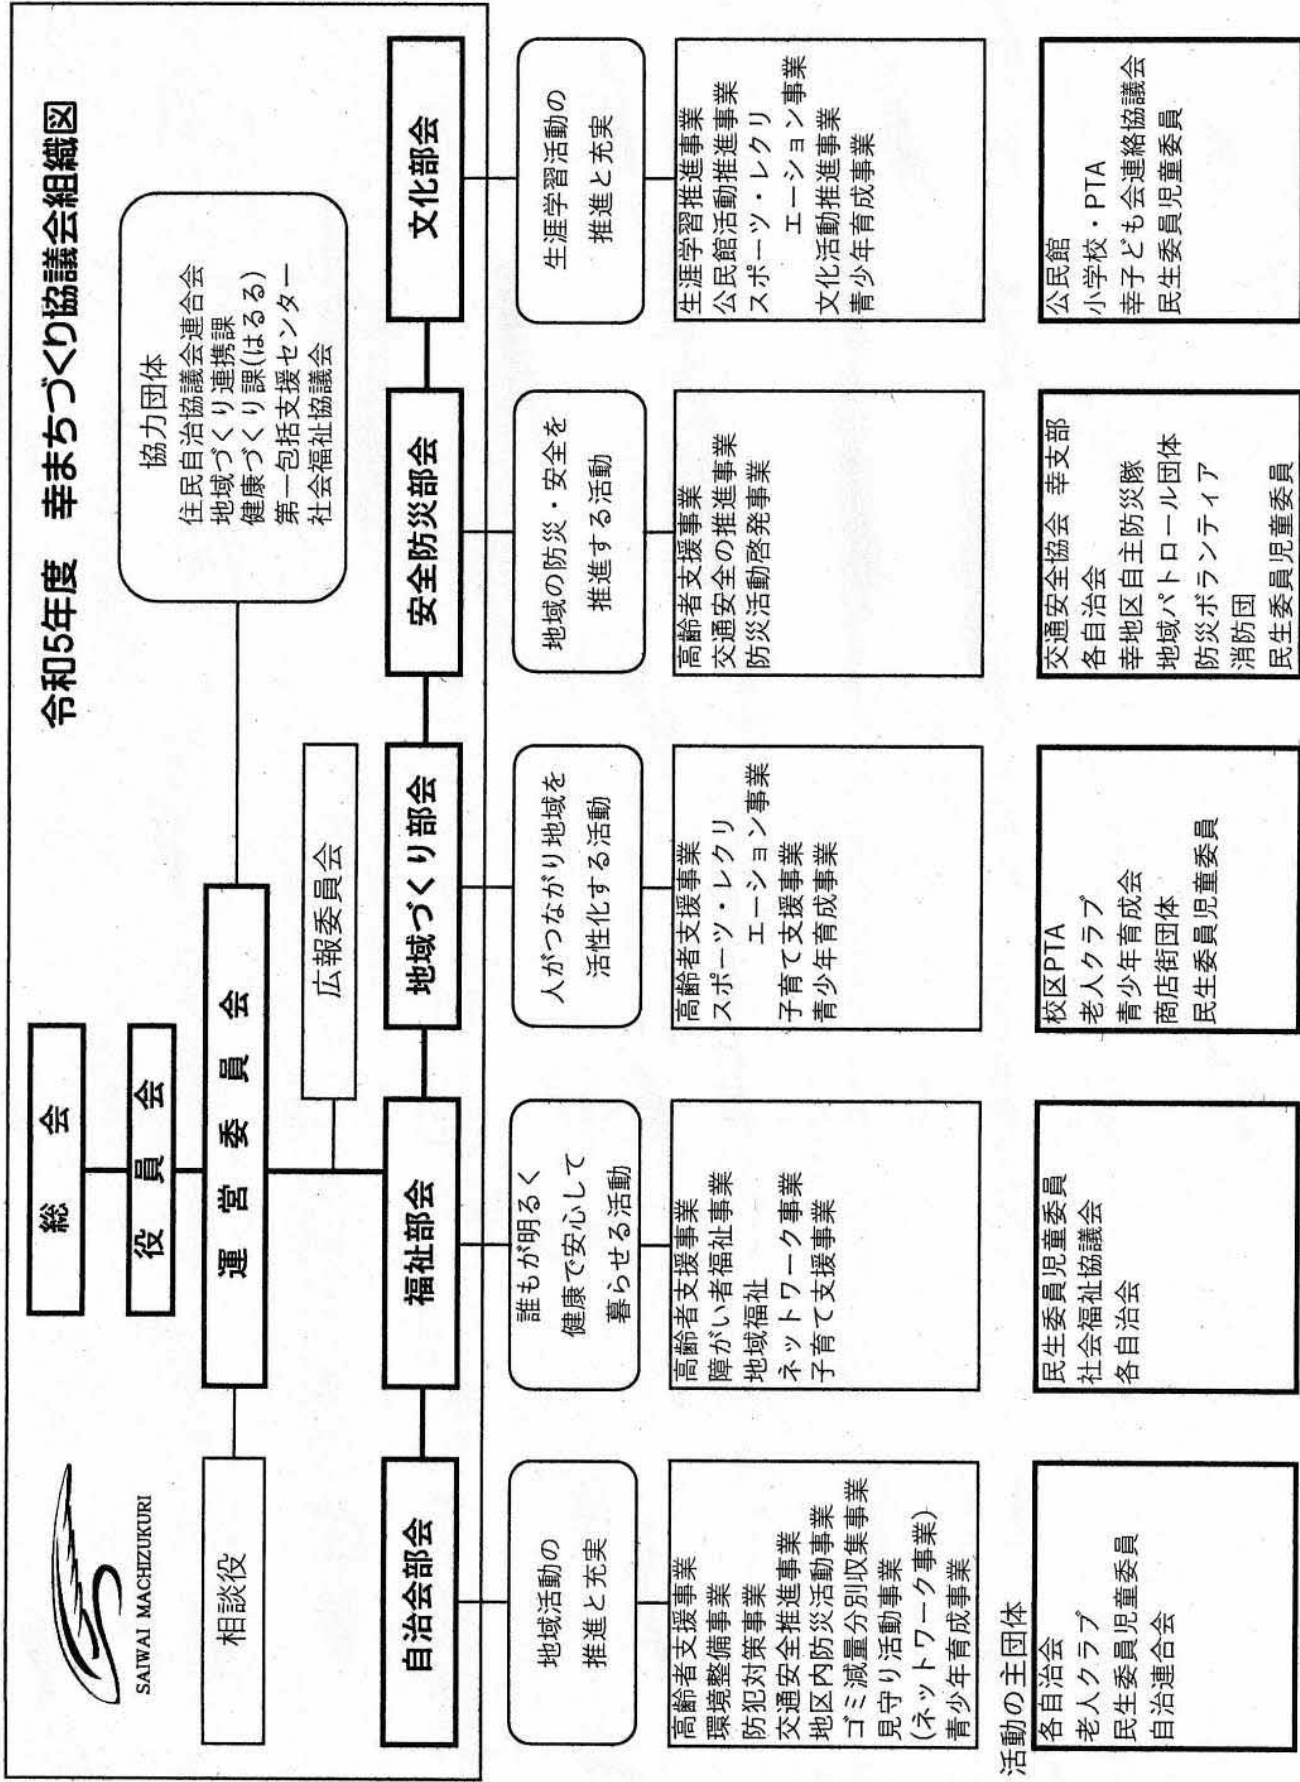 令和5年度　幸まちづくり協議会組織図
SAIWAI MACHIZUKURI
総会
役員会
運営委員会
相談役
協力団体
住民自治協議会連合会
地域づくり連携課
健康づくり課(はるる)
第一包括支援センター
社会福祉協議会
広報委員会
自治会部会
福祉部会
地域づくり部会
安全防災部会
文化部会
地域活動の
推進と充実
誰もが明るく
健康で安心して
暮らせる活動
人がつながり地域を
活性化する活動
地域の防災・安全を
推進する活動
生涯学習活動の
推進と充実
高齢者支援事業
環境整備事業
防犯対策事業
交通安全推進事業
地区内防災活動事業
ゴミ減量分別収集事業
見守り活動事業
(ネットワーク事業)
青少年育成事業
高齢者支援事業
障がい者福祉事業
地域福祉
ネットワーク事業
子育て支援事業
高齢者支援事業
スポーツ・レクリ
エーション事業
子育て支援事業
青少年育成事業
高齢者支援事業
交通安全の推進事業
防災活動啓発事業
生涯学習推進事業
公民館活動推進事業
スポーツ・レクリ
エーション事業
文化活動推進事業
青少年育成事業
活動の主団体
各自治会
老人クラブ
民生委員児童委員
自治連合会
民生委員児童委員
社会福祉協議会
各自治会
校区PTA
老人クラブ
青少年育成会
商店街団体
民生委員児童委員
交通安全協会　幸支部
各自治会
幸地区自主防災隊
地域パトロール団体
防災ボランティア
消防団
民生委員児童委員
公民館
小学校・PTA
幸子ども会連絡協議会
民生委員児童委員